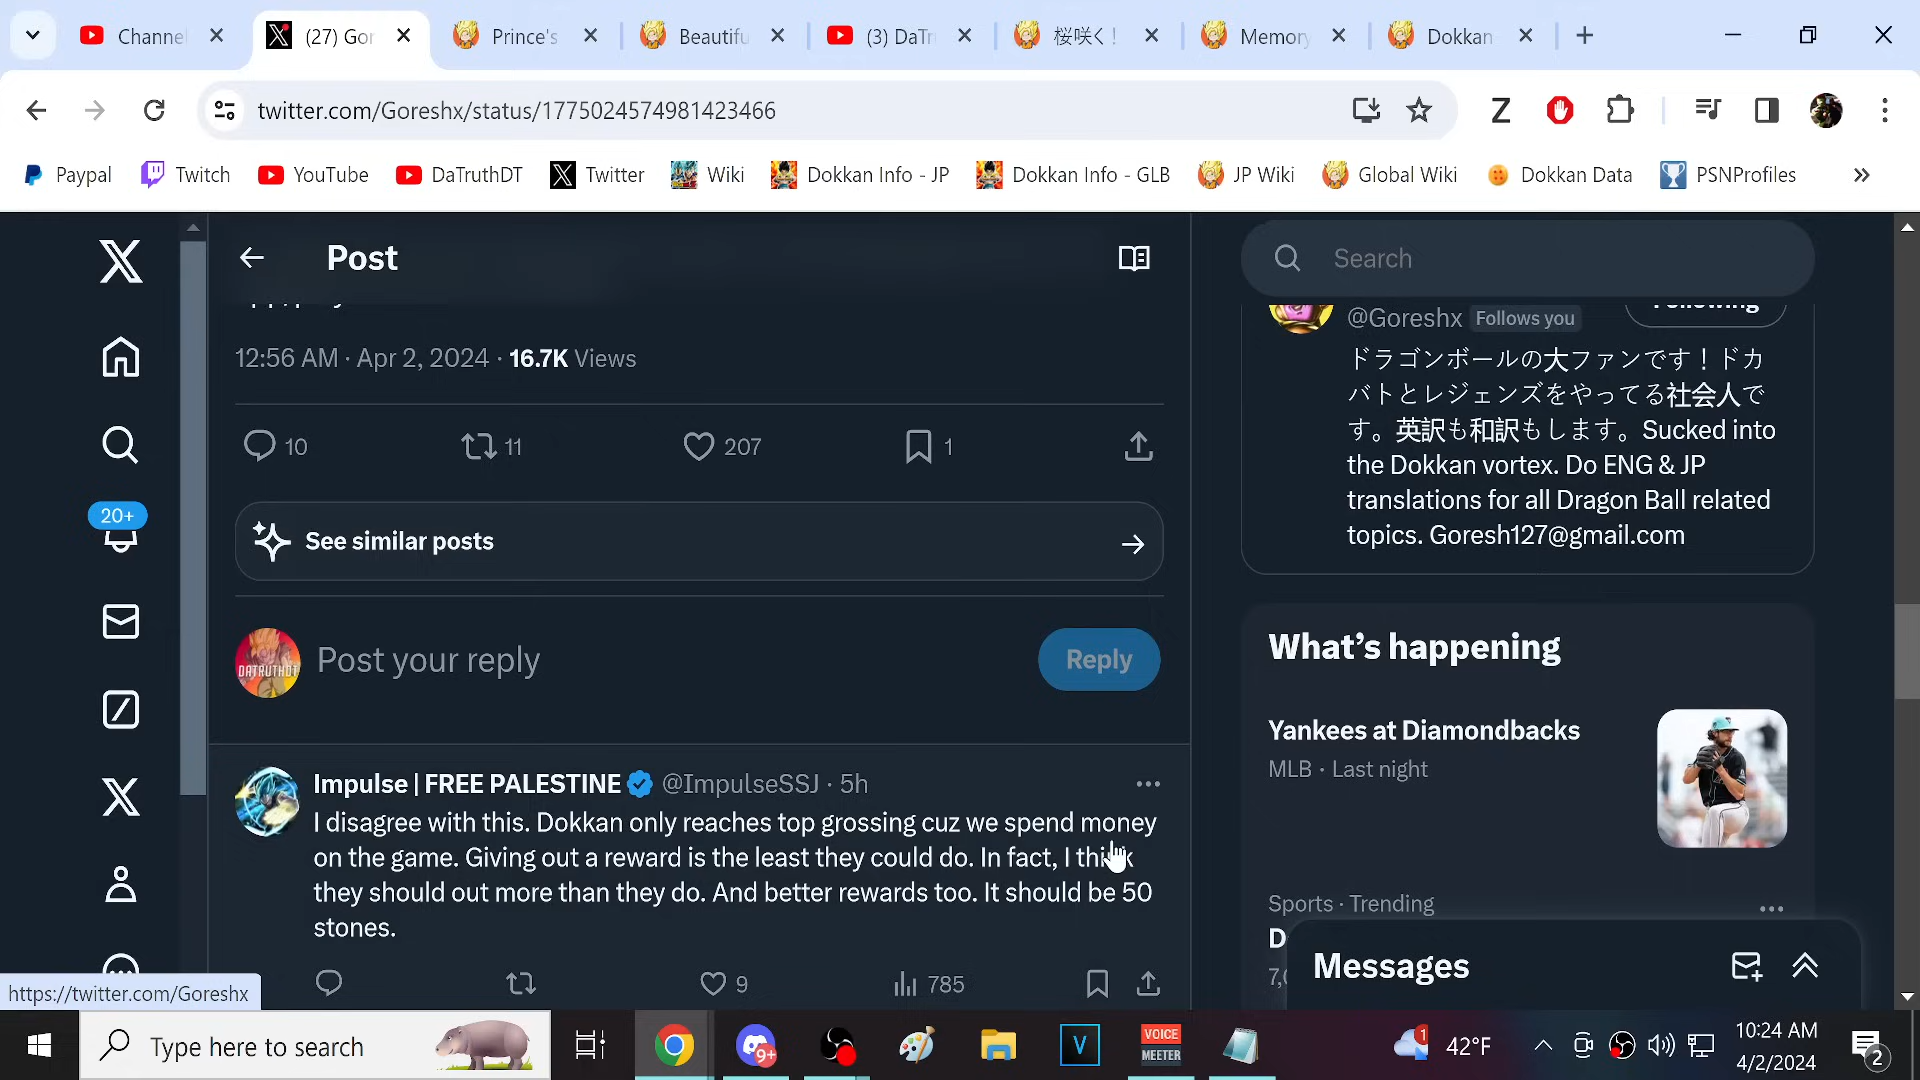 Channe
(27) Gor
Prince's
Beautifu
(3) DaTr
桜咲く！
Memory
Dokkan
twitter.com/Goreshx/status/1775024574981423466
Z
Paypal
Twitch
YouTube
DaTruthDT
Twitter
Wiki
Dokkan Info - JP
Dokkan Info - GLB
JP Wiki
Global Wiki
Dokkan Data
PSNProfiles
Post
Search
@Goreshx Follows you
Following
ドラゴンボールの大ファンです！ドカ
バトとレジェンズをやってる社会人で
す。英訳も和訳もします。Sucked into
the Dokkan vortex. Do ENG & JP
translations for all Dragon Ball related
topics. Goresh127@gmail.com
12:56 AM · Apr 2, 2024 · 16.7K Views
10
11
207
1
20+
See similar posts
DATRUTHDT
Post your reply
Reply
What's happening
Yankees at Diamondbacks
MLB · Last night
Sports · Trending
Impulse | FREE PALESTINE @ImpulseSSJ · 5h
I disagree with this. Dokkan only reaches top grossing cuz we spend money
on the game. Giving out a reward is the least they could do. In fact, I think
they should out more than they do. And better rewards too. It should be 50
stones.
9
785
Messages
https://twitter.com/Goreshx
Type here to search
9+
V
VOICE
MEETER
1
42°F
10:24 AM
4/2/2024
2